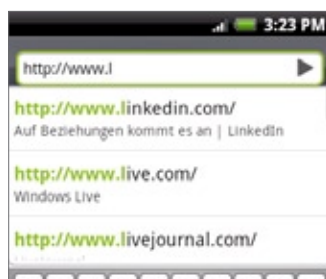 3:23 PM
http://www.l
http://www.linkedin.com/
Auf Beziehungen kommt es an | LinkedIn
http://www.live.com/
Windows Live
http://www.livejournal.com/